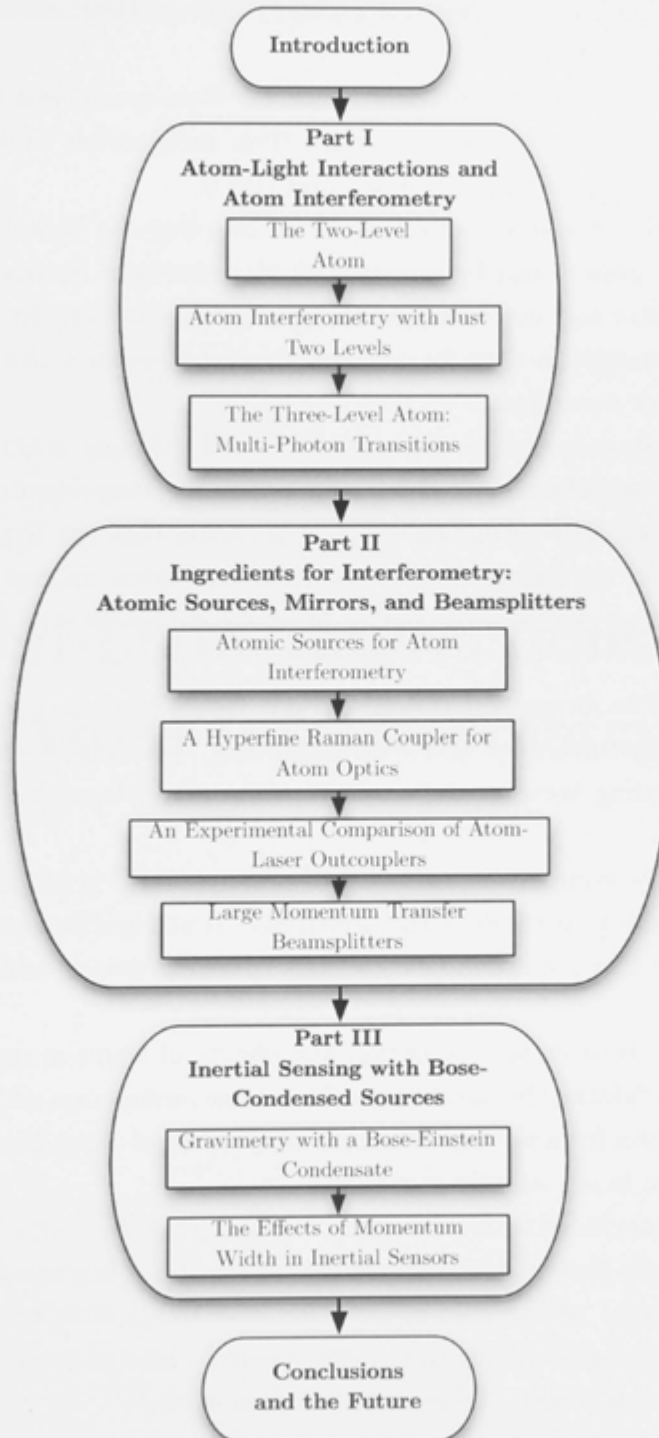 Introduction
Part I
Atom-Light Interactions and
Atom Interferometry
The Two-Level
Atom
Atom Interferometry with Just
Two Levels
The Three-Level Atom:
Multi-Photon Transitions
Part II
Ingredients for Interferometry:
Atomic Sources, Mirrors, and Beamsplitters
Atomic Sources for Atom
Interferometry
A Hyperfine Raman Coupler for
Atom Optics
An Experimental Comparison of Atom-
Laser Outcouplers
Large Momentum Transfer
Beamsplitters
Part III
Inertial Sensing with Bose-
Condensed Sources
Gravimetry with a Bose-Einstein
Condensate
The Effects of Momentum
Width in Inertial Sensors
Conclusions
and the Future